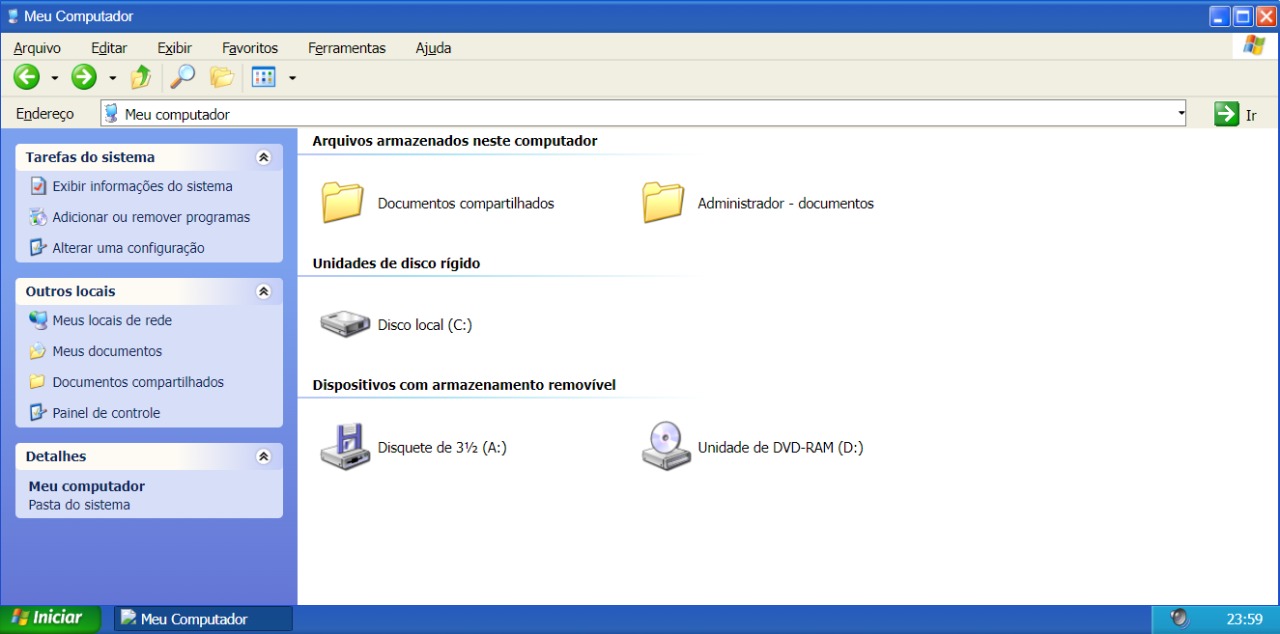 Meu Computador
Arquivo Editar Exibir Favoritos Ferramentas Ajuda
Endereço Meu computador Ir
Tarefas do sistema
Exibir informações do sistema
Adicionar ou remover programas
Alterar uma configuração
Outros locais
Meus locais de rede
Meus documentos
Documentos compartilhados
Painel de controle
Detalhes
Meu computador
Pasta do sistema
Arquivos armazenados neste computador
Documentos compartilhados Administrador - documentos
Unidades de disco rígido
Disco local (C:)
Dispositivos com armazenamento removível
Disquete de 3½ (A:) Unidade de DVD-RAM (D:)
Iniciar Meu Computador 23:59